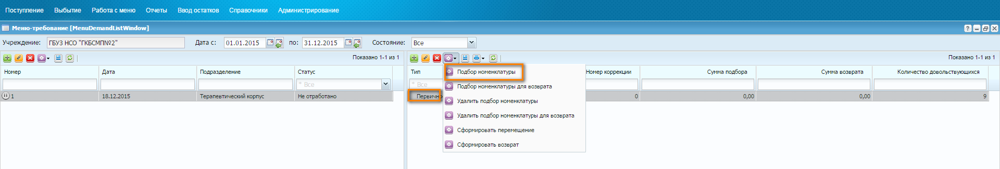 Поступление Выбытие Работа с меню Отчеты Ввод остатков Справочники Администрирование
Меню-требование [MenuDemandListWindow]
Учреждение: ГБУЗ НСО "ГКБСМП№2" Дата с: 01.01.2015 по: 31.12.2015 Состояние: Все
Показано 1-1 из 1
Номер Дата Подразделение Статус
* Все
1 18.12.2015 Терапевтический корпус Не отработано
Показано 1-1 из 1
Тип Номер коррекции Сумма подбора Сумма возврата Количество довольствующихся
* Все
Первичн 0 0,00 0,00 9
Подбор номенклатуры
Подбор номенклатуры для возврата
Удалить подбор номенклатуры
Удалить подбор номенклатуры для возврата
Сформировать перемещение
Сформировать возврат